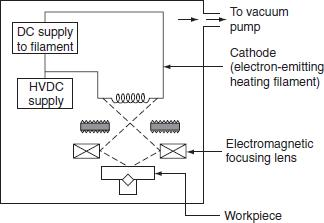 DC supply
to filament
HVDC
supply
To vacuum
pump
Cathode
(electron-emitting
heating filament)
Electromagnetic
focusing lens
Workpiece